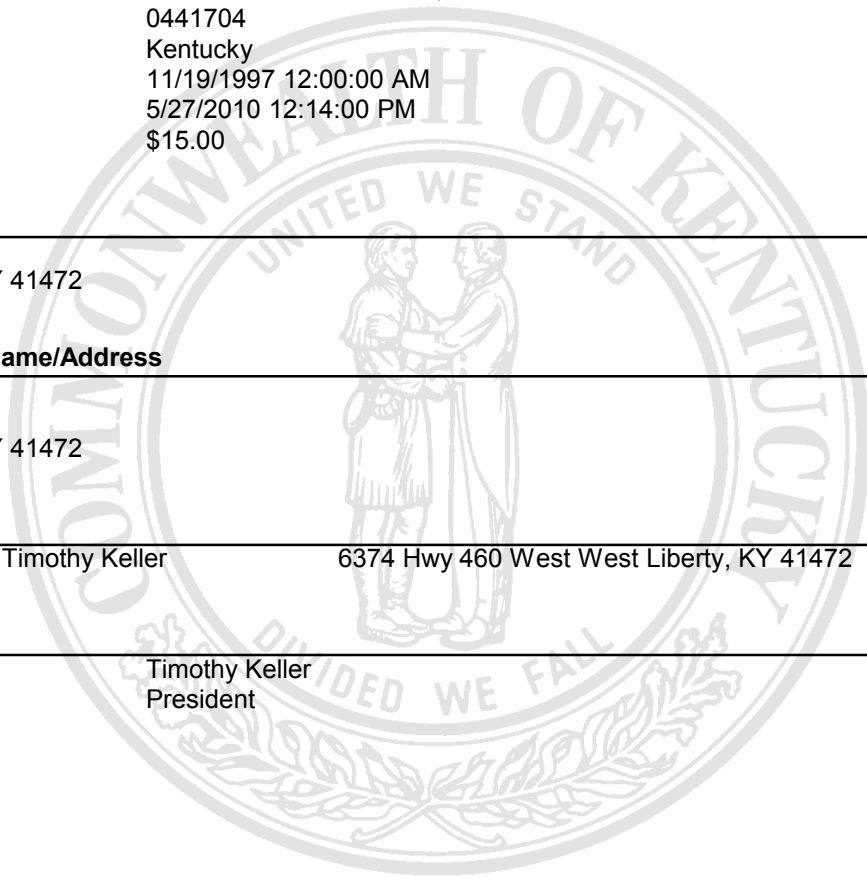 0441704
Kentucky
11/19/1997 12:00:00 AM
5/27/2010 12:14:00 PM
$15.00
41472
ame/Address
41472
Timothy Keller 6374 Hwy 460 West West Liberty, KY 41472
Timothy Keller
President
COMMONWEALTH OF KENTUCKY
UNITED WE STAND
DIVIDED WE FALL